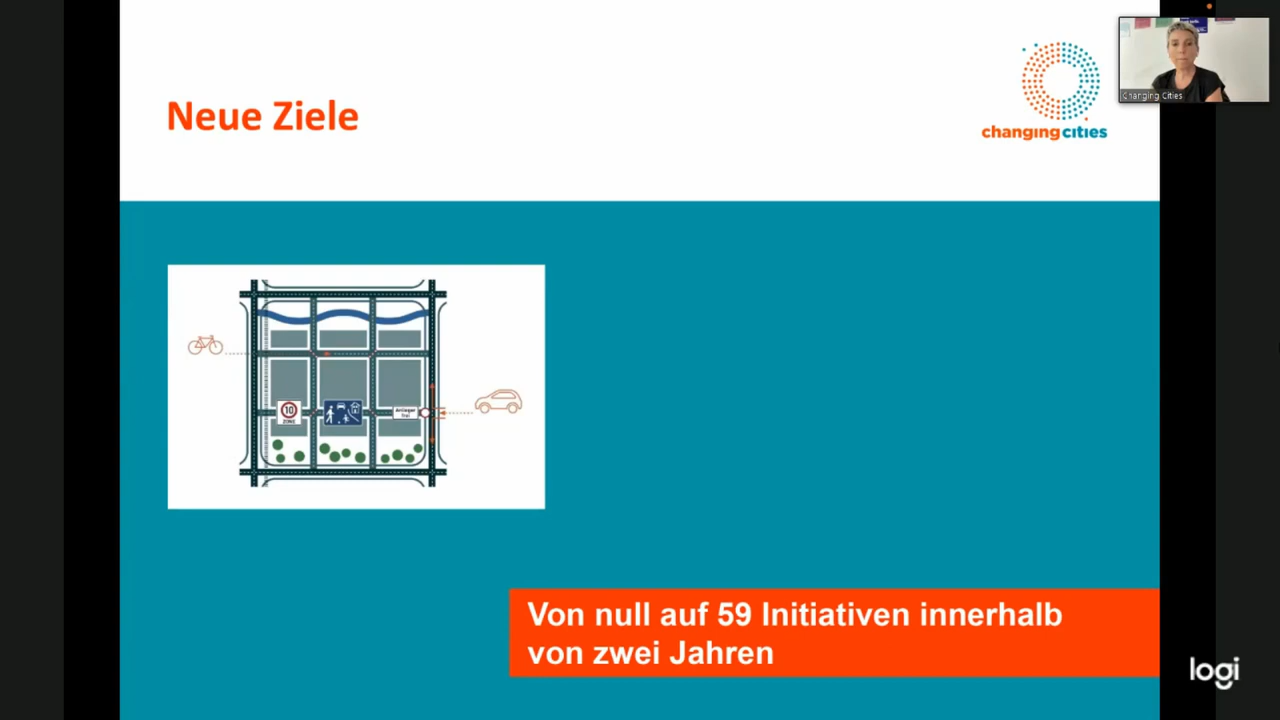 Neue Ziele
changing cities
Changing Cities
10
ZONE
Anlieger
frei
Von null auf 59 Initiativen innerhalb
von zwei Jahren
logi